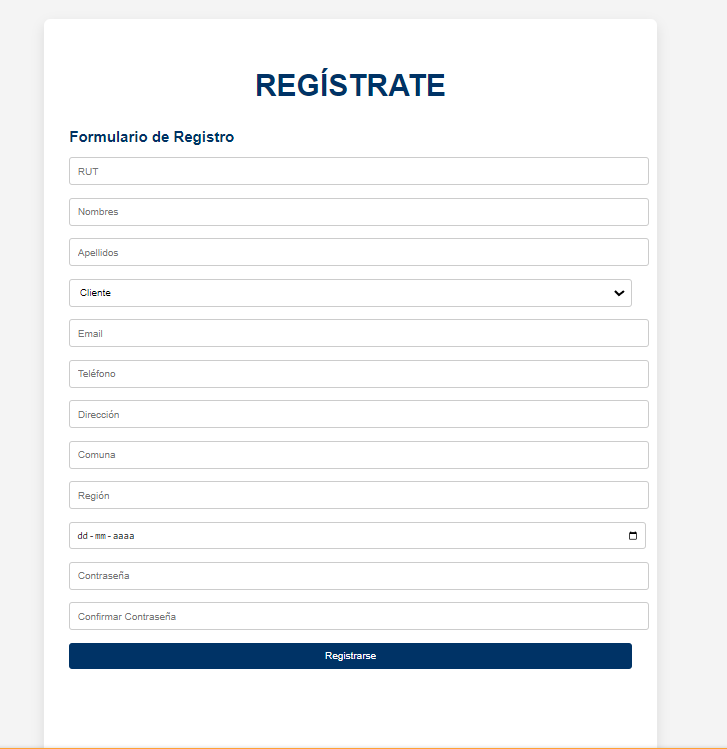 REGÍSTRATE
Formulario de Registro
RUT
Nombres
Apellidos
Cliente
Email
Teléfono
Dirección
Comuna
Región
dd-mm-aaaa
Contraseña
Confirmar Contraseña
Registrarse